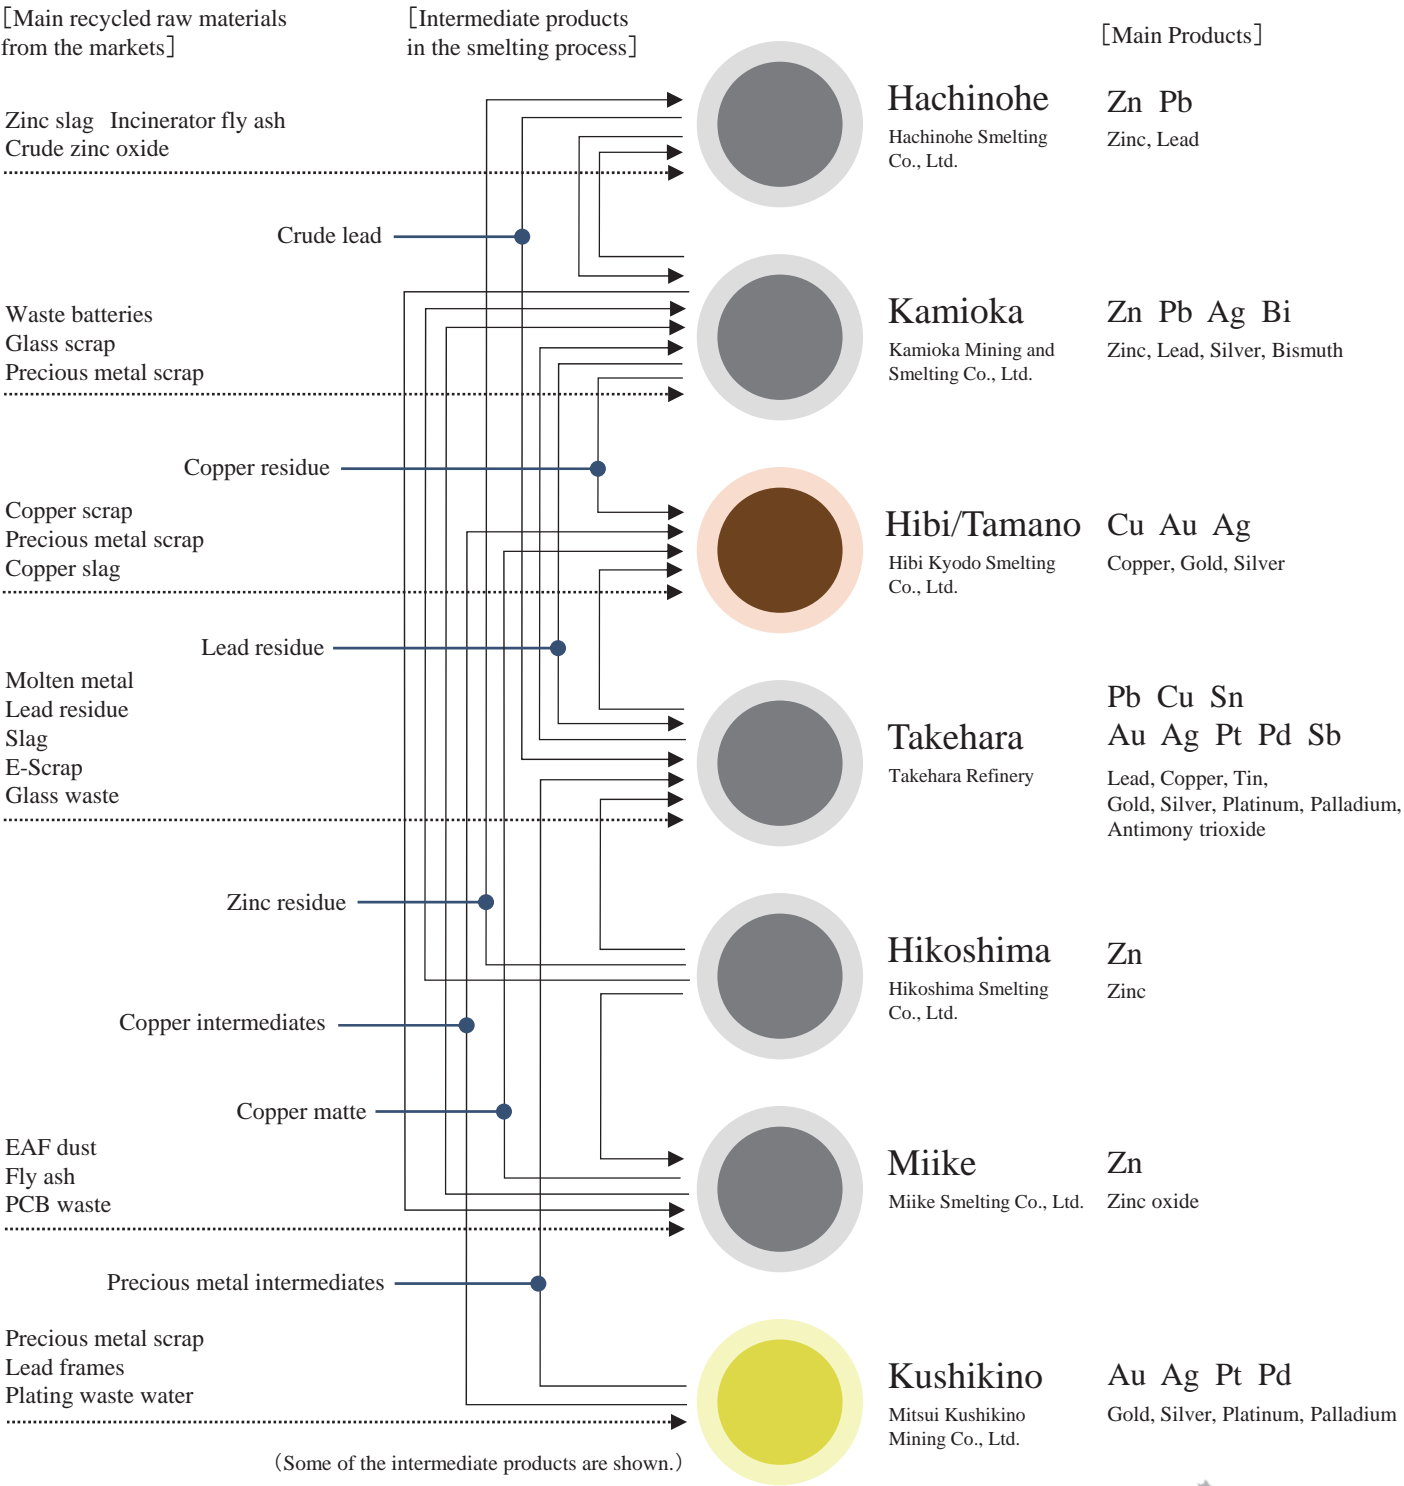 [Main recycled raw materials
from the markets]
[Intermediate products
in the smelting process]
[Main Products]
Zinc slag Incinerator fly ash
Crude zinc oxide
Hachinohe
Hachinohe Smelting
Co., Ltd.
Zn Pb
Zinc, Lead
Crude lead
Waste batteries
Glass scrap
Precious metal scrap
Kamioka
Kamioka Mining and
Smelting Co., Ltd.
Zn Pb Ag Bi
Zinc, Lead, Silver, Bismuth
Copper residue
Copper scrap
Precious metal scrap
Copper slag
Hibi/Tamano
Hibi Kyodo Smelting
Co., Ltd.
Cu Au Ag
Copper, Gold, Silver
Lead residue
Molten metal
Lead residue
Slag
E-Scrap
Glass waste
Takehara
Takehara Refinery
Pb Cu Sn
Au Ag Pt Pd Sb
Lead, Copper, Tin,
Gold, Silver, Platinum, Palladium,
Antimony trioxide
Zinc residue
Hikoshima
Hikoshima Smelting
Co., Ltd.
Zn
Zinc
Copper intermediates
Copper matte
EAF dust
Fly ash
PCB waste
Miike
Miike Smelting Co., Ltd.
Zn
Zinc oxide
Precious metal intermediates
Precious metal scrap
Lead frames
Plating waste water
Kushikino
Mitsui Kushikino
Mining Co., Ltd.
Au Ag Pt Pd
Gold, Silver, Platinum, Palladium
(Some of the intermediate products are shown.)